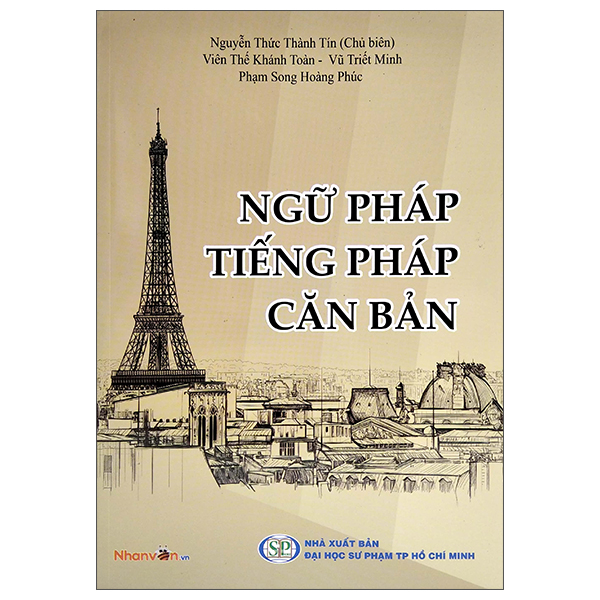 Nguyễn Thức Thành Tín (Chủ biên)
Viên Thế Khánh Toàn - Vũ Triết Minh
Phạm Song Hoàng Phúc
NGỮ PHÁP
TIẾNG PHÁP
CĂN BẢN
Nhanvăn.vn
SP
NHÀ XUẤT BẢN
ĐẠI HỌC SƯ PHẠM TP HỒ CHÍ MINH